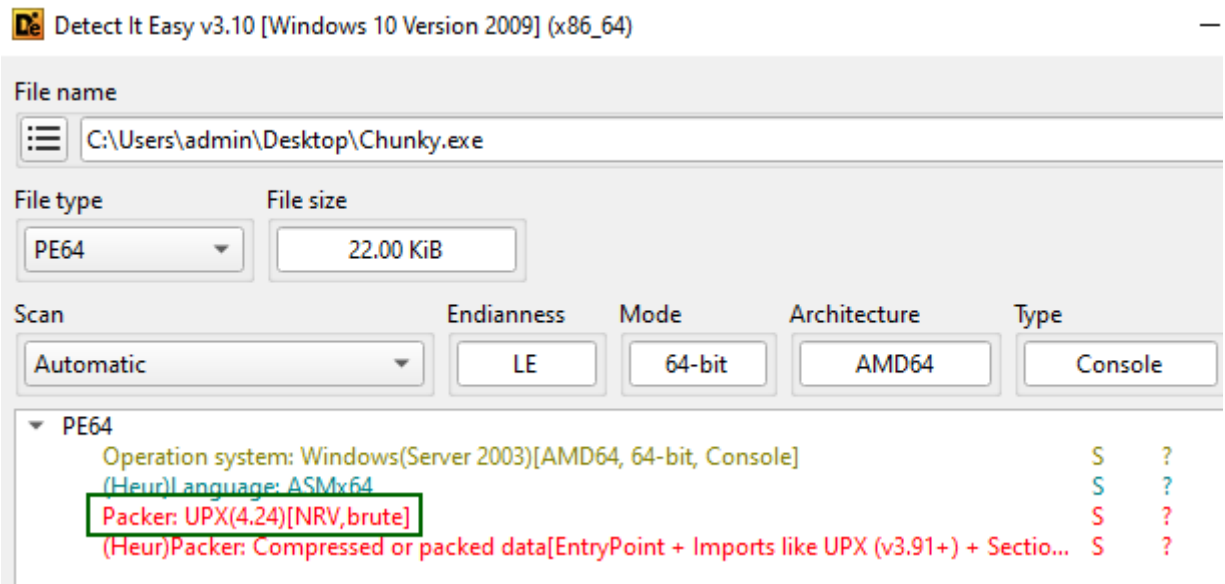 De Detect It Easy v3.10 [Windows 10 Version 2009] (x86_64)
File name
C:\Users\admin\Desktop\Chunky.exe
File type File size
PE64 22.00 KiB
Scan Endianness Mode Architecture Type
Automatic LE 64-bit AMD64 Console
PE64
Operation system: Windows(Server 2003)[AMD64, 64-bit, Console] S ?
(Heur)Language: ASMx64 S ?
Packer: UPX(4.24)[NRV,brute] S ?
(Heur)Packer: Compressed or packed data[EntryPoint + Imports like UPX (v3.91+) + Sectio... S ?